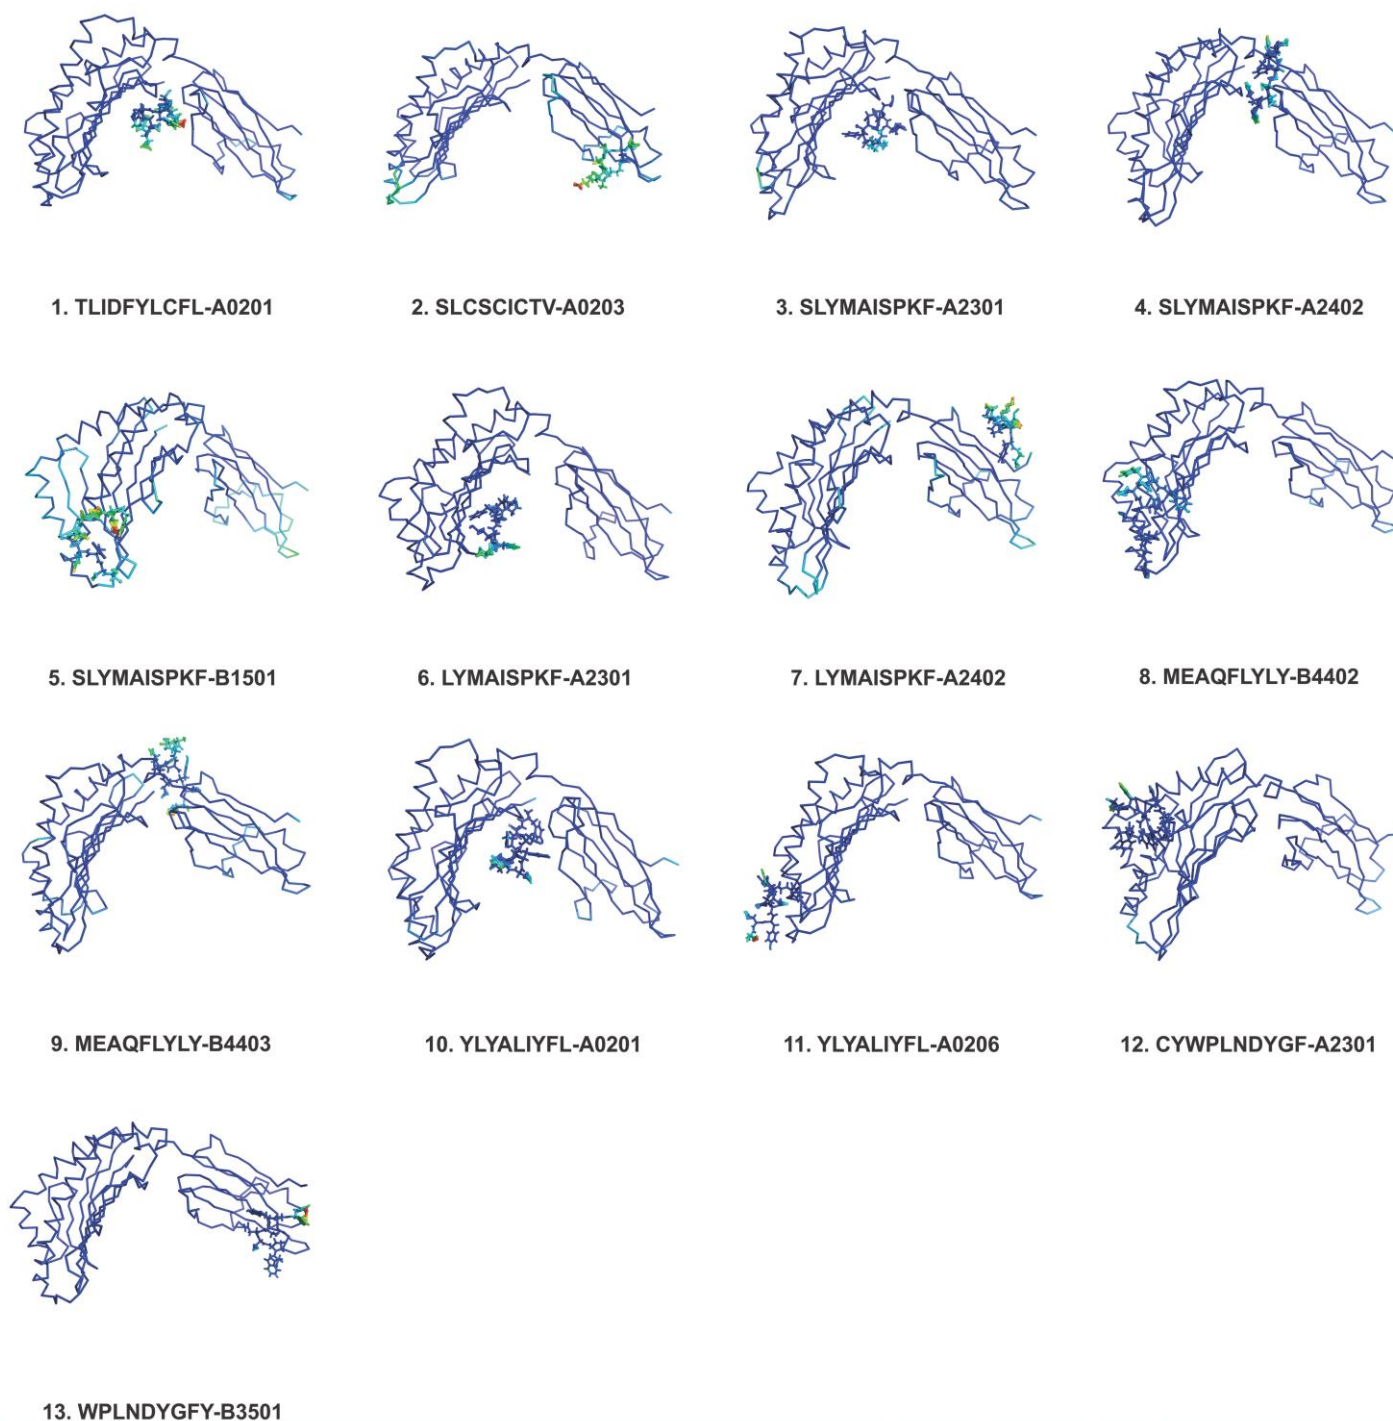 1. TLIDFYLCFL-A0201
2. SLCSCICTV-A0203
3. SLYMAISPKF-A2301
4. SLYMAISPKF-A2402
5. SLYMAISPKF-B1501
6. LYMAISPKF-A2301
7. LYMAISPKF-A2402
8. MEAQFLYLY-B4402
9. MEAQFLYLY-B4403
10. YLYALIYFL-A0201
11. YLYALIYFL-A0206
12. CYWPLNDYGF-A2301
13. WPLNDYGFY-B3501